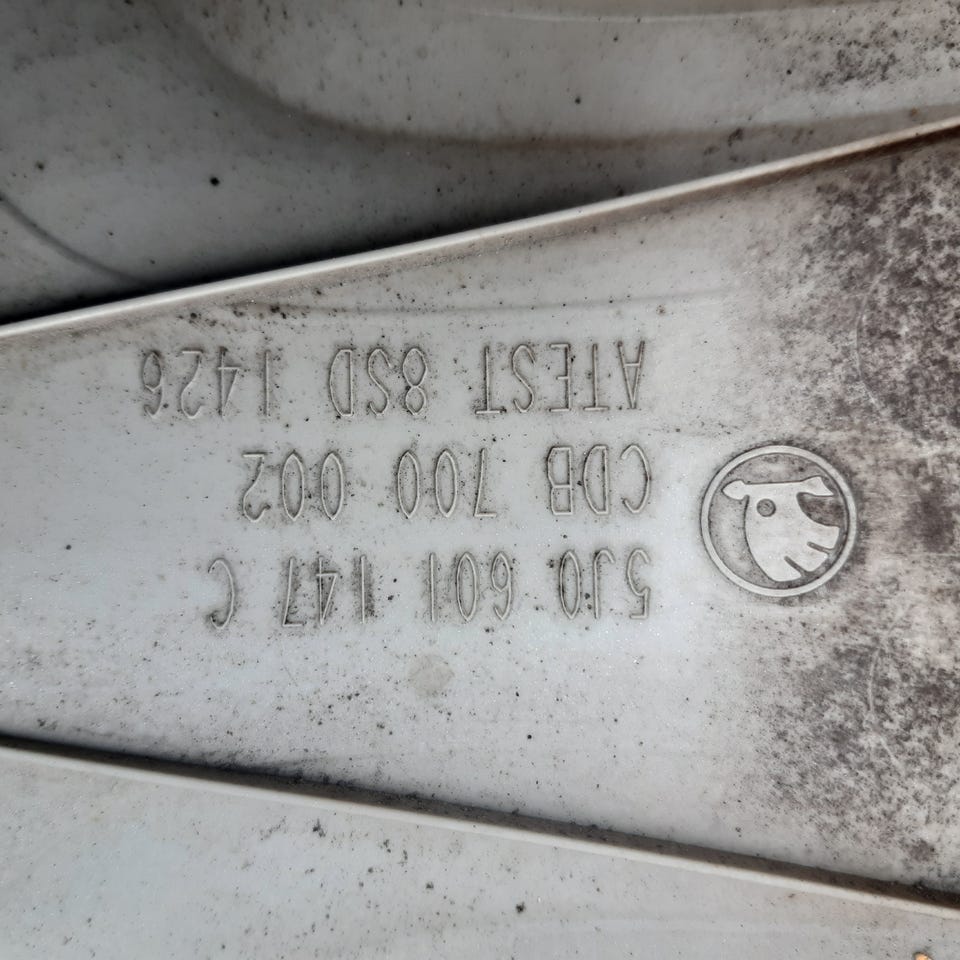 5J0 601 147 C
CDB 700 002
ATEST 8SD 1426